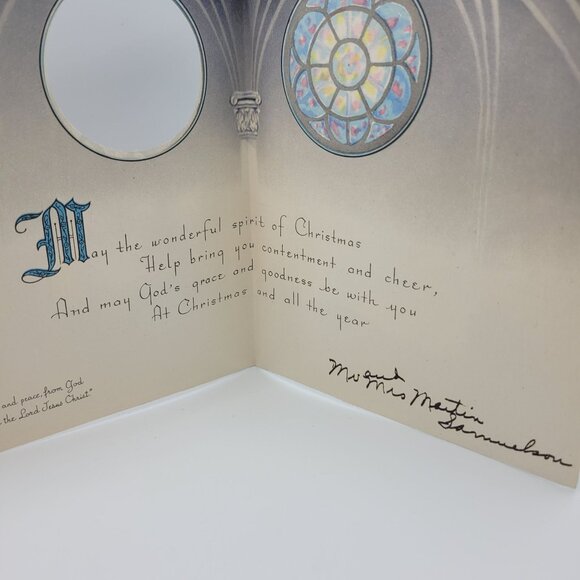 May the wonderful spirit of Christmas
Help bring you contentment and cheer,
And may God's grace and goodness be with you
At Christmas and all the year
and peace, from God
the Lord Jesus Christ"
Mr and Mrs Martin
Samuelson